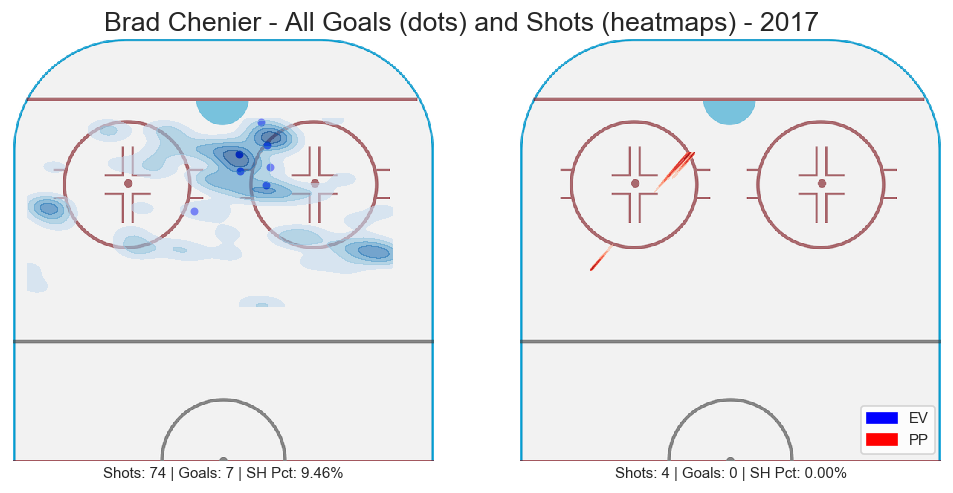 Brad Chenier - All Goals (dots) and Shots (heatmaps) - 2017
EV
PP
Shots: 74 | Goals: 7 | SH Pct: 9.46%
Shots: 4 | Goals: 0 | SH Pct: 0.00%